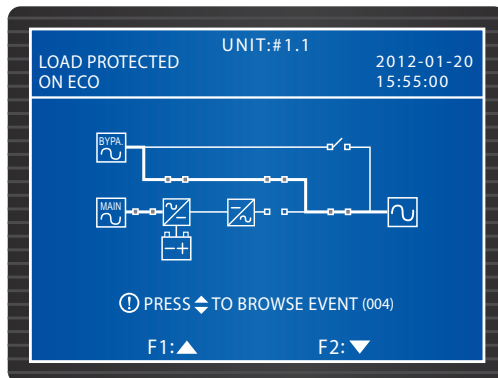 UNIT:#1.1
LOAD PROTECTED
ON ECO
2012-01-20
15:55:00
BYPA.
MAIN
PRESS TO BROWSE EVENT (004)
F1:
F2: